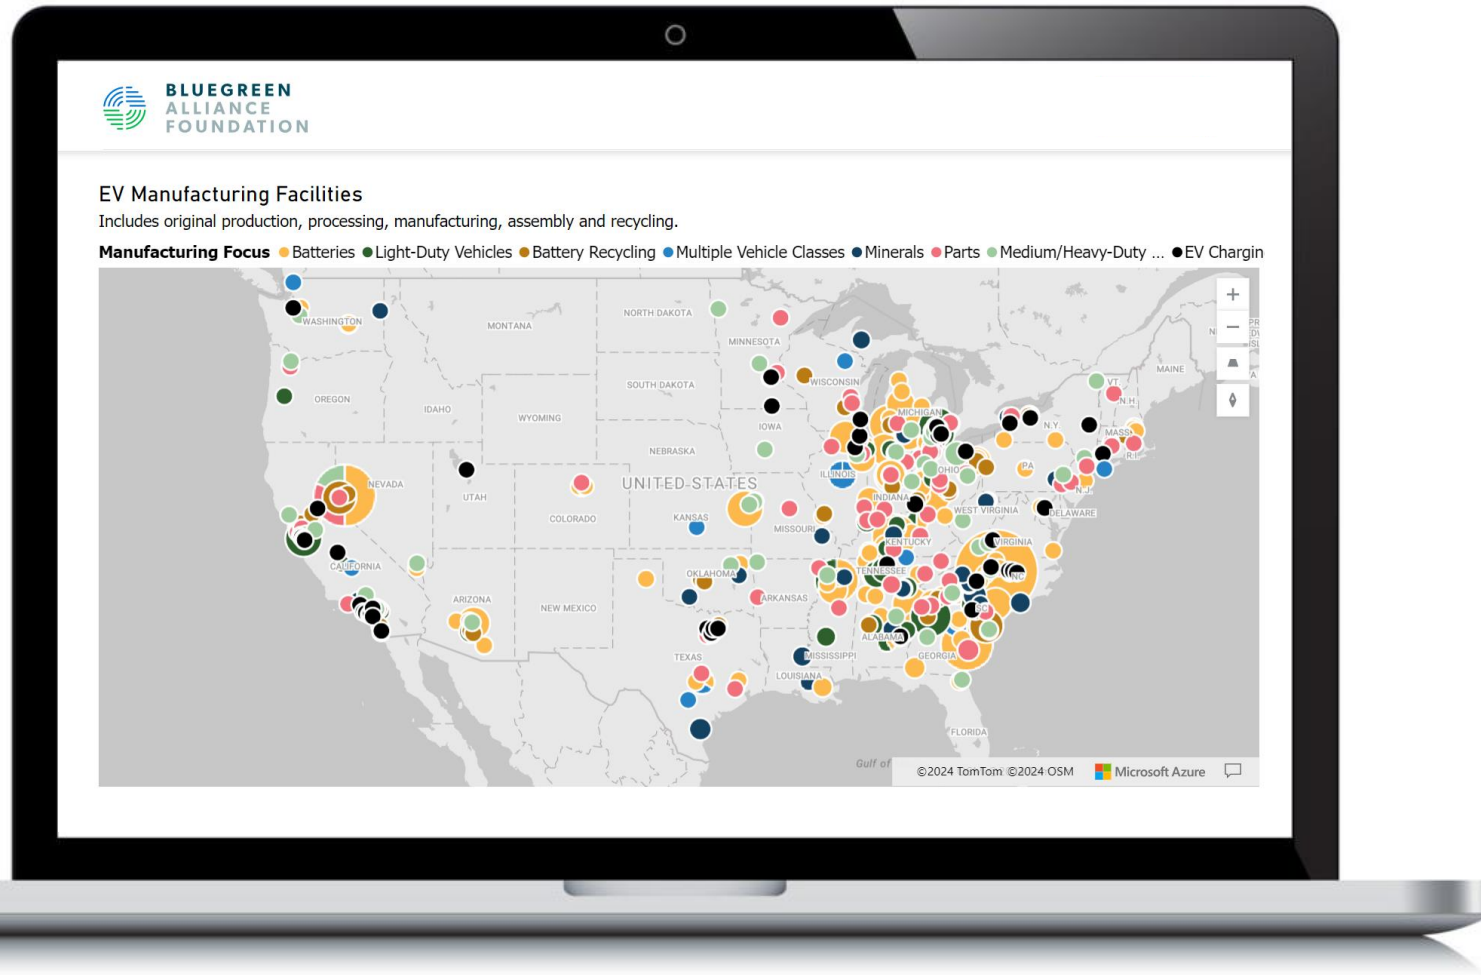 BLUEGREEN
ALLIANCE
FOUNDATION
EV Manufacturing Facilities
Includes original production, processing, manufacturing, assembly and recycling.
Manufacturing Focus Batteries Light-Duty Vehicles Battery Recycling Multiple Vehicle Classes Minerals Parts Medium/Heavy-Duty ... EV Chargin
WASHINGTON
MONTANA
NORTH DAKOTA
MINNESOTA
MAINE
OREGON
IDAHO
SOUTH DAKOTA
WISCONSIN
VT.
N.H.
WYOMING
MICHIGAN
N.Y.
MASS
IOWA
R.I.
NEBRASKA
NEVADA
UTAH
UNITED STATES
ILLINOIS
OHIO
PA
N.J.
COLORADO
KANSAS
MISSOURI
INDIANA
WEST VIRGINIA
DELAWARE
KENTUCKY
VIRGINIA
CALIFORNIA
OKLAHOMA
TENNESSEE
NC
ARIZONA
NEW MEXICO
ARKANSAS
SC
TEXAS
MISSISSIPPI
ALABAMA
GEORGIA
LOUISIANA
FLORIDA
Gulf of
©2024 TomTom ©2024 OSM Microsoft Azure